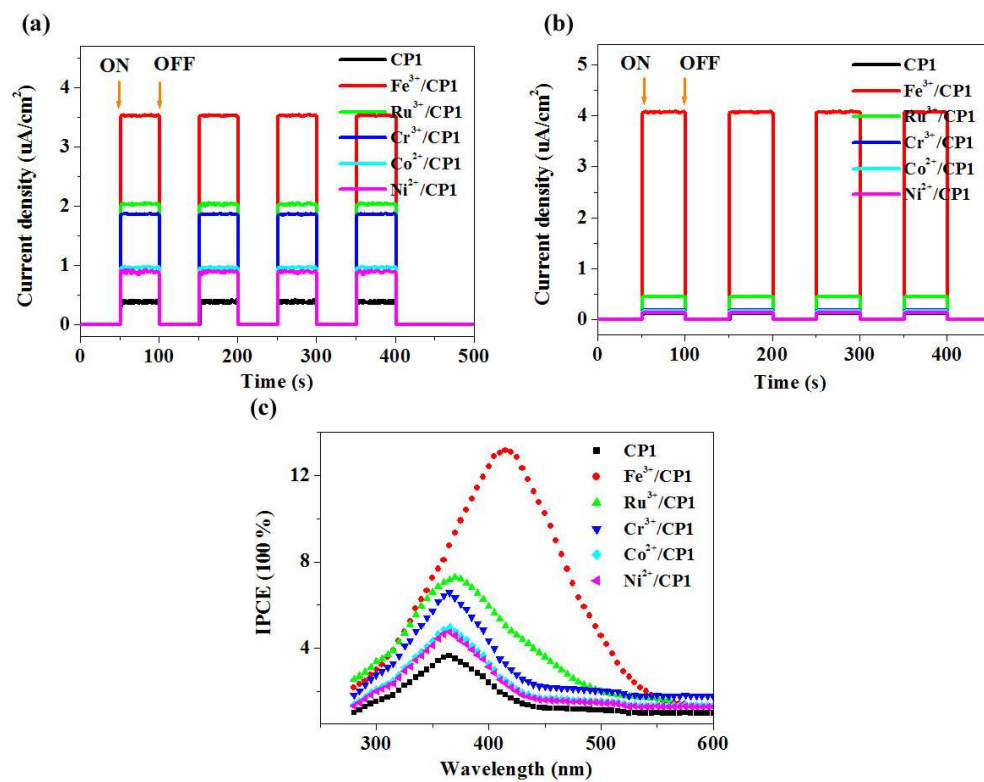 (a)
ON
OFF
CP1
Fe³⁺/CP1
Ru³⁺/CP1
Cr³⁺/CP1
Co²⁺/CP1
Ni²⁺/CP1
Current density (uA/cm²)
4
3
2
1
0
0 100 200 300 400 500
Time (s)
(b)
ON
OFF
CP1
Fe³⁺/CP1
Ru³⁺/CP1
Cr³⁺/CP1
Co²⁺/CP1
Ni²⁺/CP1
Current density (uA/cm²)
5
4
3
2
1
0
0 100 200 300 400
Time (s)
(c)
CP1
Fe³⁺/CP1
Ru³⁺/CP1
Cr³⁺/CP1
Co²⁺/CP1
Ni²⁺/CP1
IPCE (100 %)
12
8
4
300 400 500 600
Wavelength (nm)